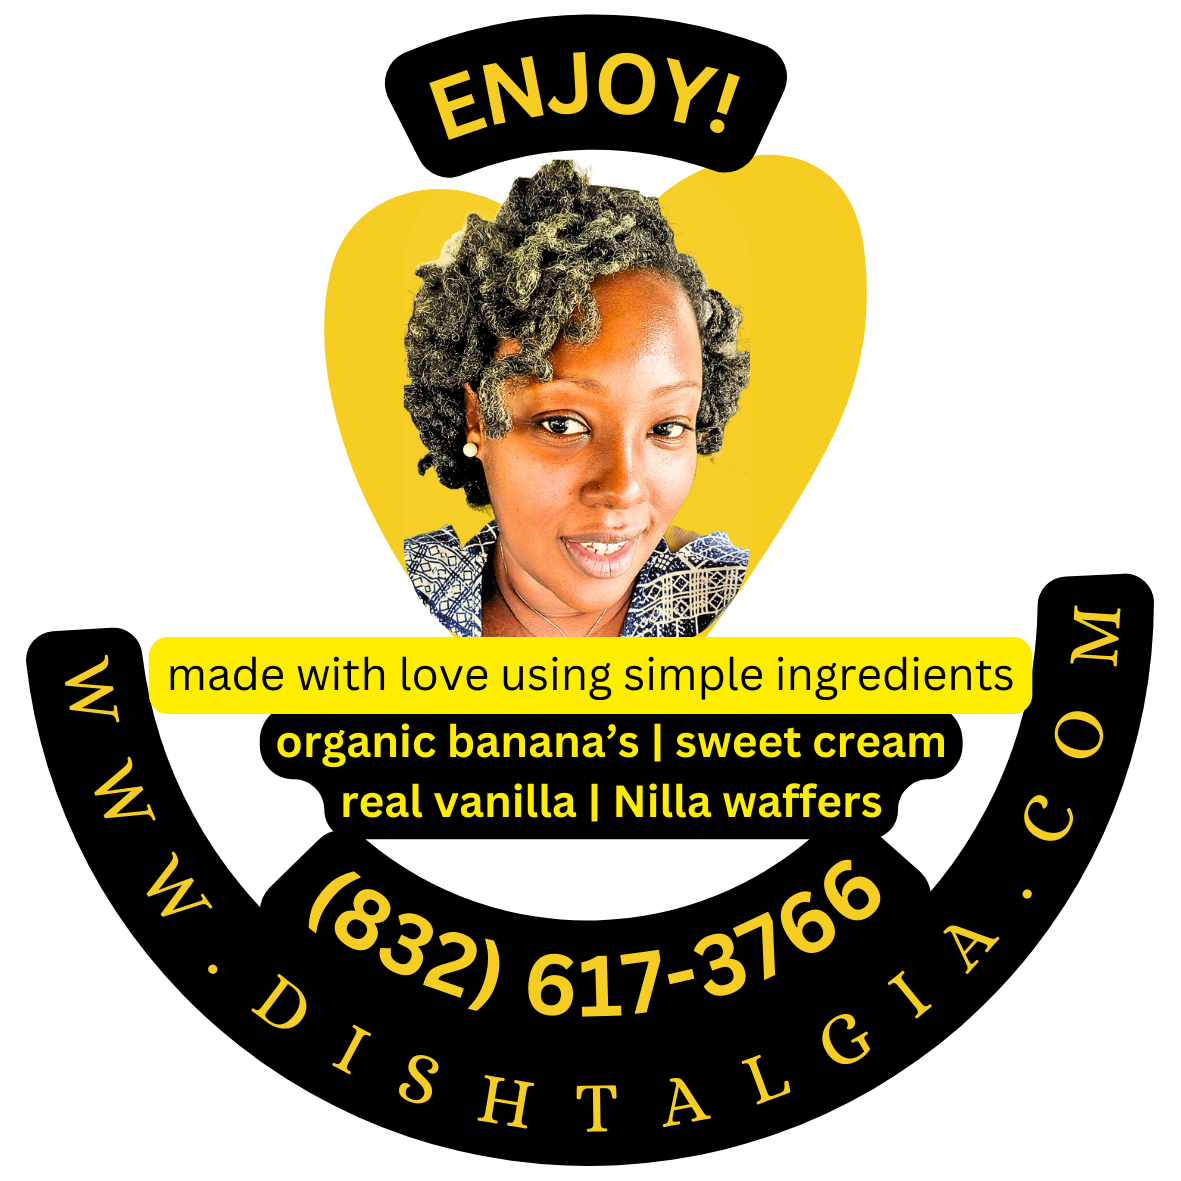 ENJOY!
made with love using simple ingredients
organic banana’s | sweet cream
real vanilla | Nilla waffers
(832) 617-3766
WWW.DISHTALGIA.COM